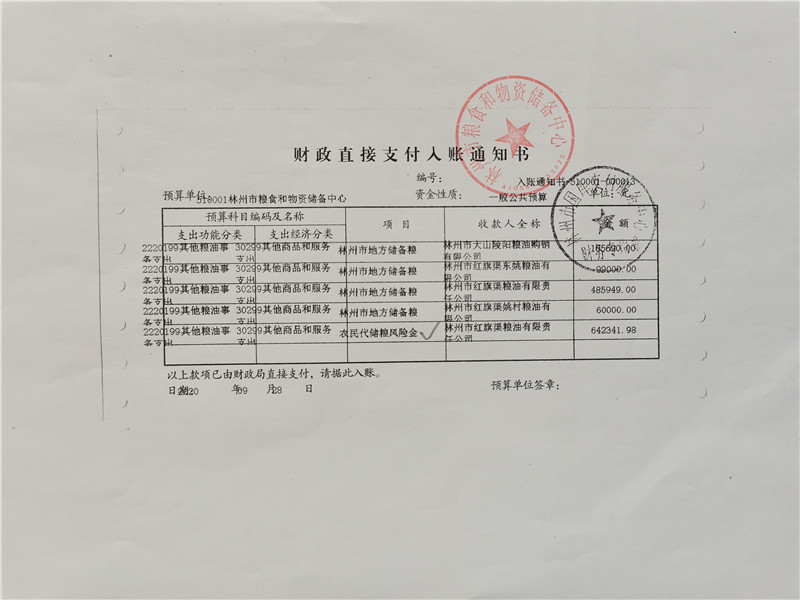 林州市粮食和物资储备中心
财政直接支付入账通知书
编号: 入账通知书-510001-000013
预算单位: 510001林州市粮食和物资储备中心 资金性质: 一般公共预算 单位: 元
预算科目编码及名称 项目 收款人全称 金额
支出功能分类 支出经济分类
2220199其他粮油事务支出 30299其他商品和服务支出 林州市地方储备粮 林州市大山陵阳粮油购销有限公司
2220199其他粮油事务支出 30299其他商品和服务支出 林州市地方储备粮 林州市红旗渠东姚粮油有限公司 99000.00
2220199其他粮油事务支出 30299其他商品和服务支出 林州市地方储备粮 林州市红旗渠粮油有限责任公司 485949.00
2220199其他粮油事务支出 30299其他商品和服务支出 林州市地方储备粮 林州市红旗渠姚村粮油有限公司 60000.00
2220199其他粮油事务支出 30299其他商品和服务支出 农民代储粮风险金 林州市红旗渠粮油有限责任公司 642341.98
以上款项已由财政局直接支付，请据此入账。
日期: 2020 年09 月28 日 预算单位签章: